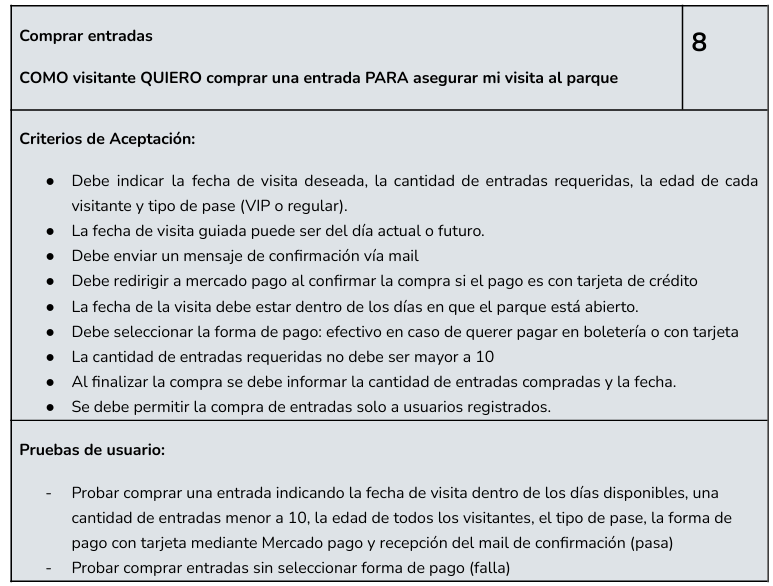 Comprar entradas
8
COMO visitante QUIERO comprar una entrada PARA asegurar mi visita al parque
Criterios de Aceptación:
● Debe indicar la fecha de visita deseada, la cantidad de entradas requeridas, la edad de cada
visitante y tipo de pase (VIP o regular).
● La fecha de visita guiada puede ser del día actual o futuro.
● Debe enviar un mensaje de confirmación vía mail
● Debe redirigir a mercado pago al confirmar la compra si el pago es con tarjeta de crédito
● La fecha de la visita debe estar dentro de los días en que el parque está abierto.
● Debe seleccionar la forma de pago: efectivo en caso de querer pagar en boletería o con tarjeta
● La cantidad de entradas requeridas no debe ser mayor a 10
● Al finalizar la compra se debe informar la cantidad de entradas compradas y la fecha.
● Se debe permitir la compra de entradas solo a usuarios registrados.
Pruebas de usuario:
- Probar comprar una entrada indicando la fecha de visita dentro de los días disponibles, una
cantidad de entradas menor a 10, la edad de todos los visitantes, el tipo de pase, la forma de
pago con tarjeta mediante Mercado pago y recepción del mail de confirmación (pasa)
- Probar comprar entradas sin seleccionar forma de pago (falla)